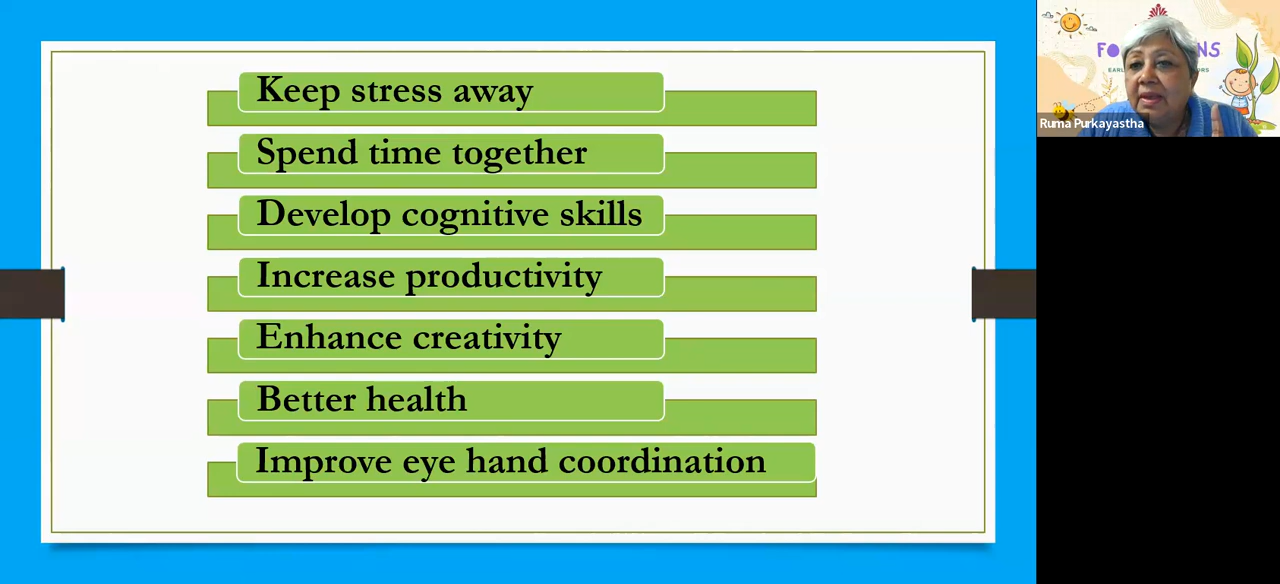 Keep stress away
Spend time together
Develop cognitive skills
Increase productivity
Enhance creativity
Better health
Improve eye hand coordination
Ruma Purkayastha